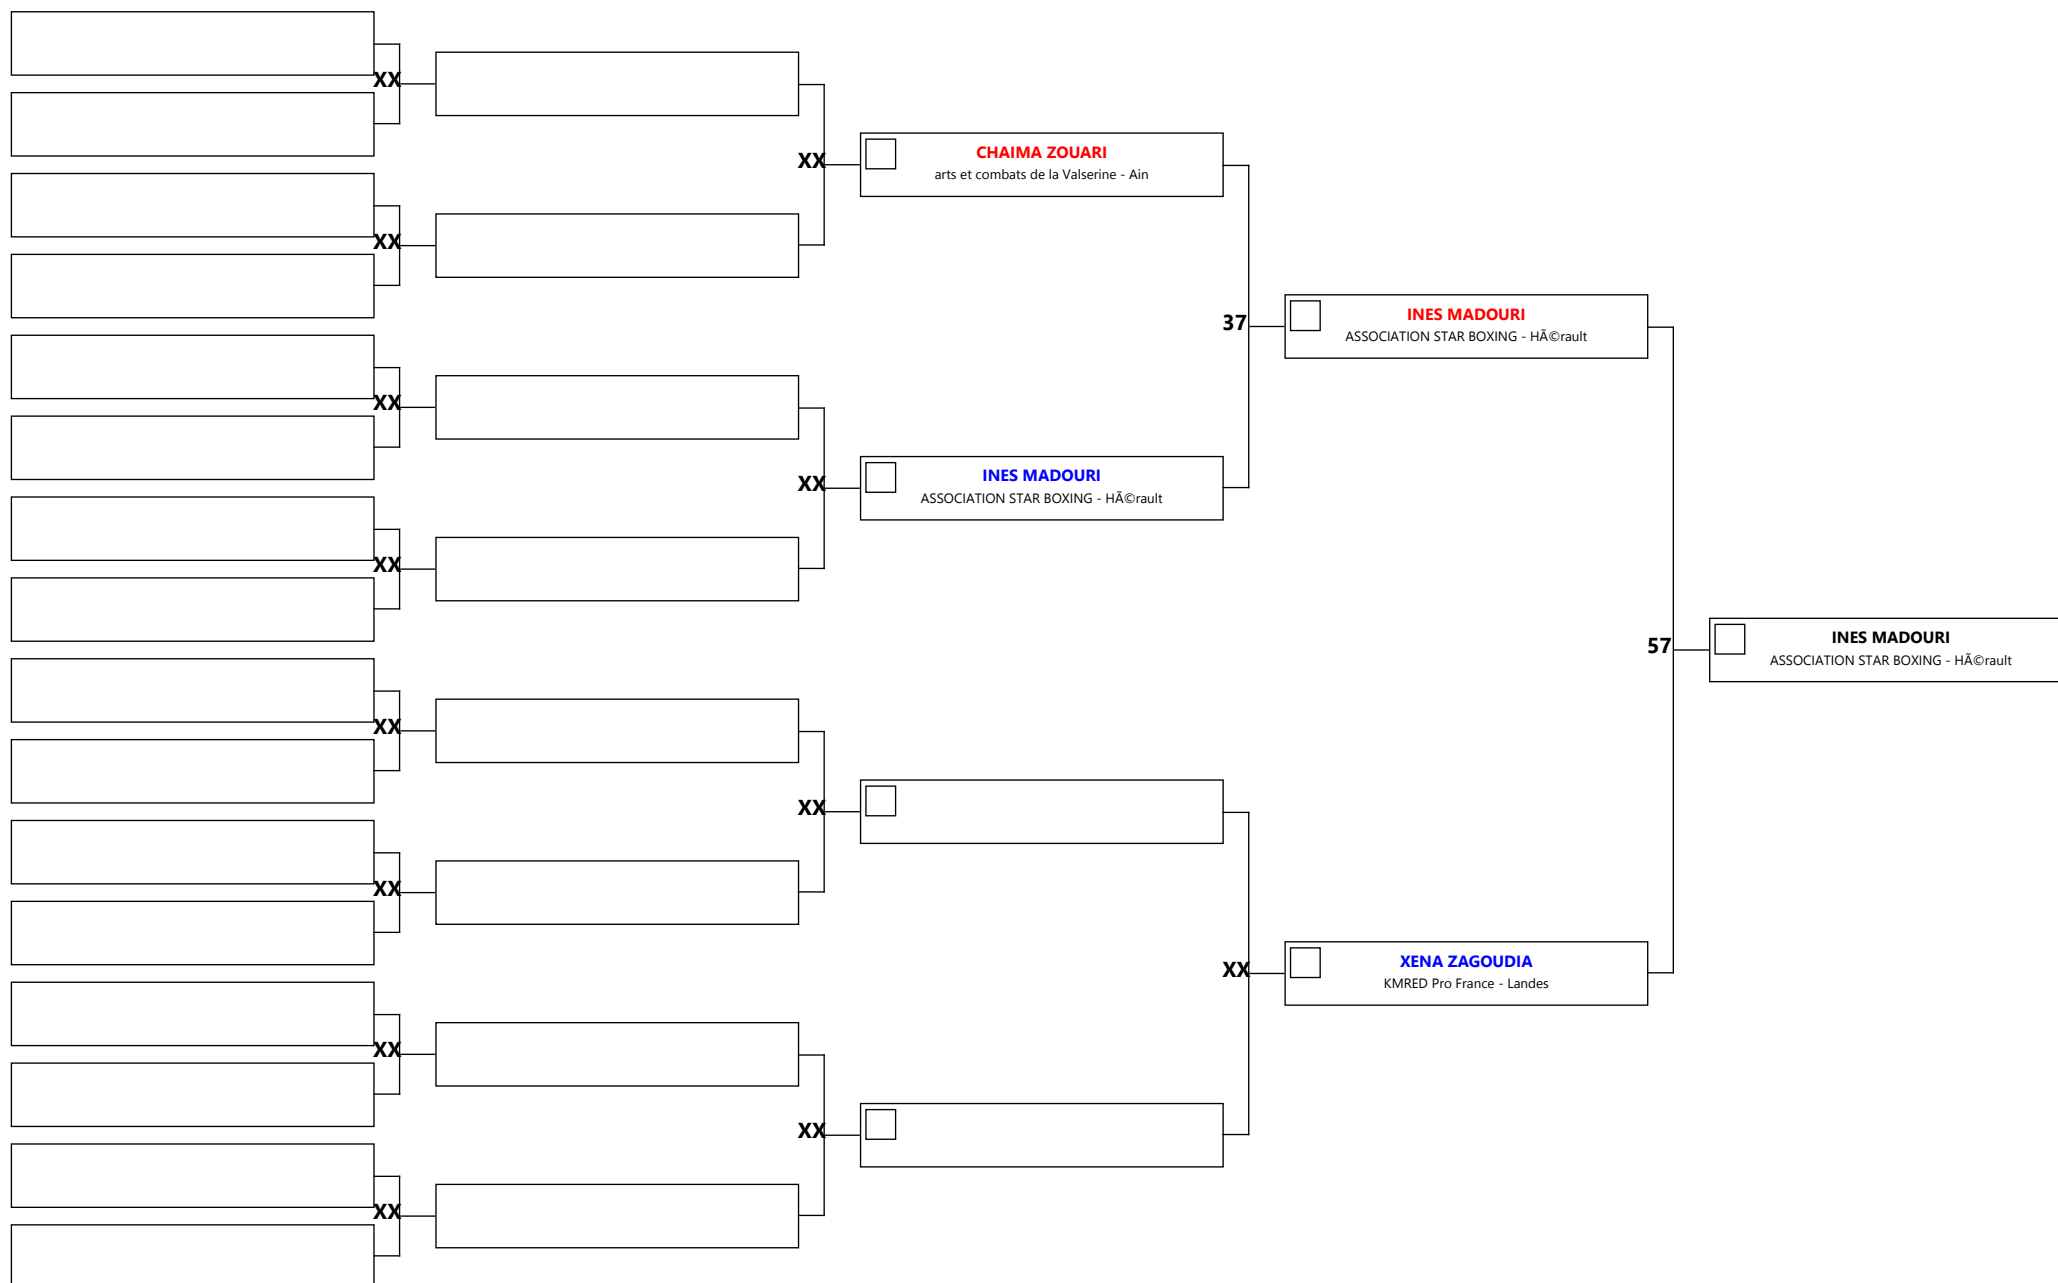 XX
XX
XX
XX
XX
XX
XX
XX
XX
CHAIMA ZOUARI
arts et combats de la Valserine - Ain
XX
INES MADOURI
ASSOCIATION STAR BOXING - HÃ©rault
XX
XX
37
INES MADOURI
ASSOCIATION STAR BOXING - HÃ©rault
XX
XENA ZAGOUDIA
KMRED Pro France - Landes
57
INES MADOURI
ASSOCIATION STAR BOXING - HÃ©rault